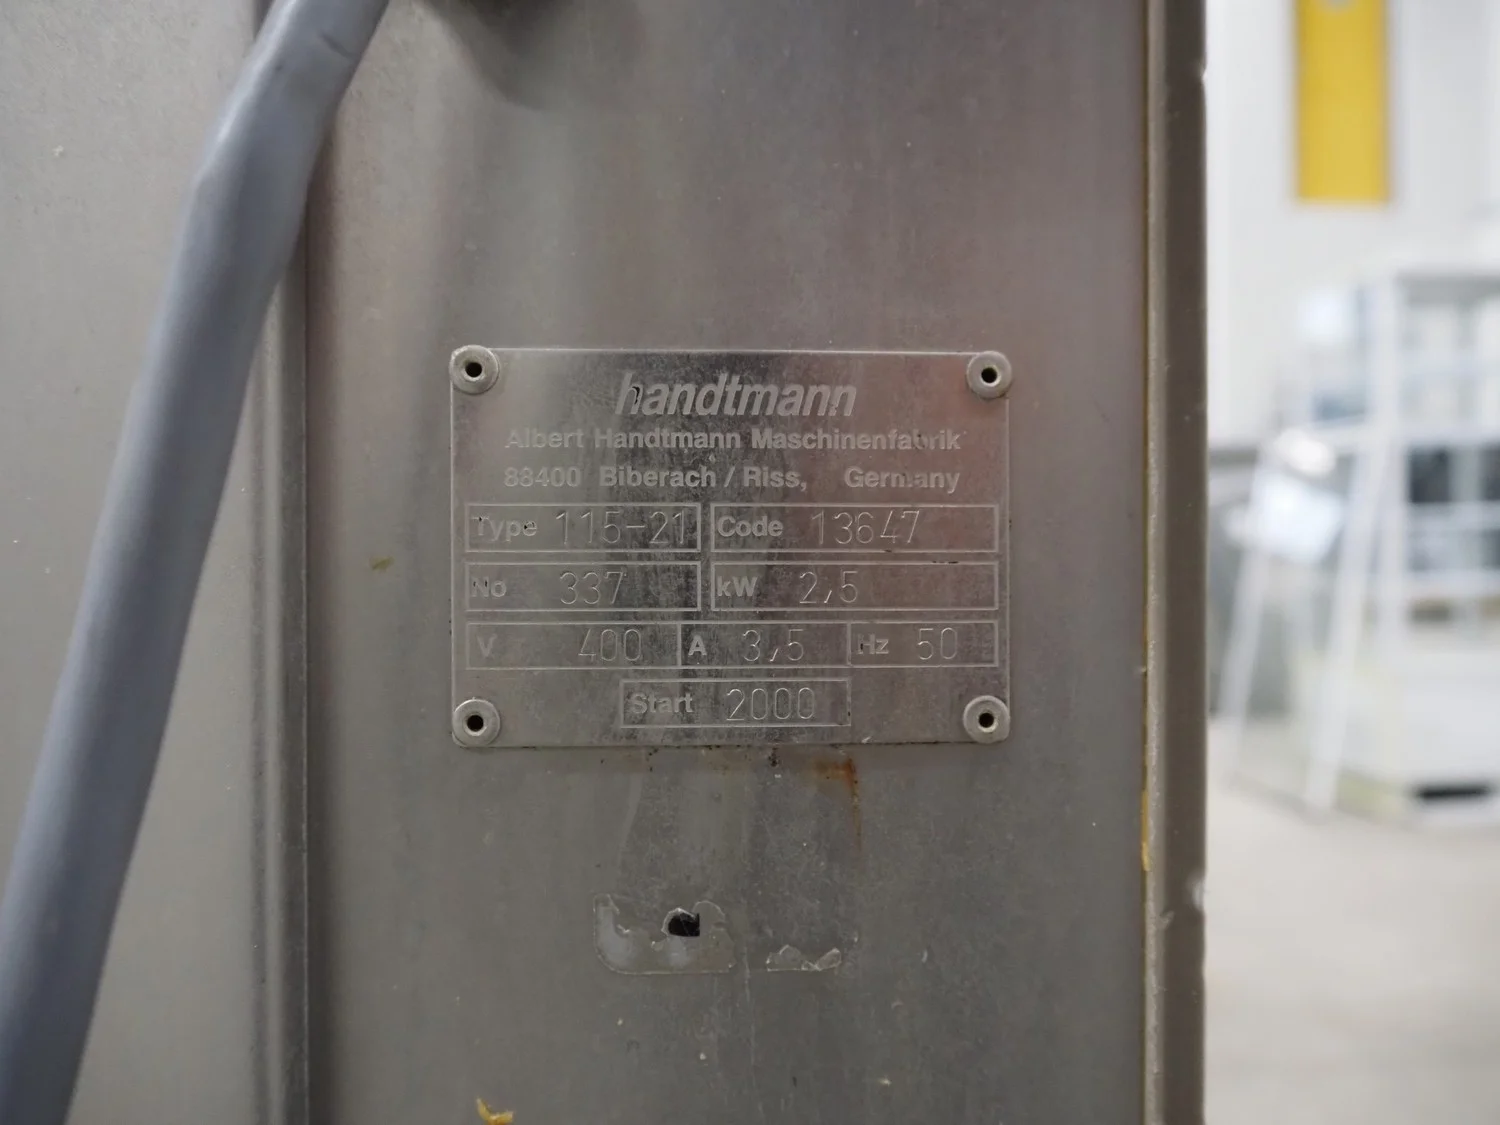 handtmann
Albert Handtmann Maschinenfabrik
88400 Biberach / Riss, Germany
Type 115-21 Code 13647
No 337 kW 2,5
V 400 A 3,5 Hz 50
Start 2000